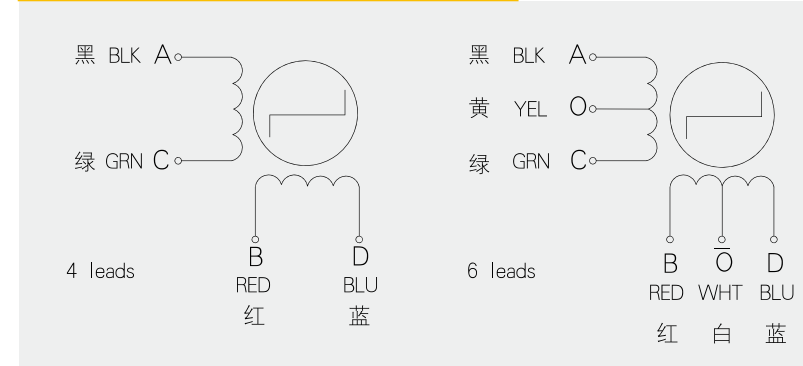 黑 BLK A
绿 GRN C
B D
RED BLU
红 蓝
4 leads
黑 BLK A
黄 YEL O
绿 GRN C
B O̅ D
RED WHT BLU
红 白 蓝
6 leads